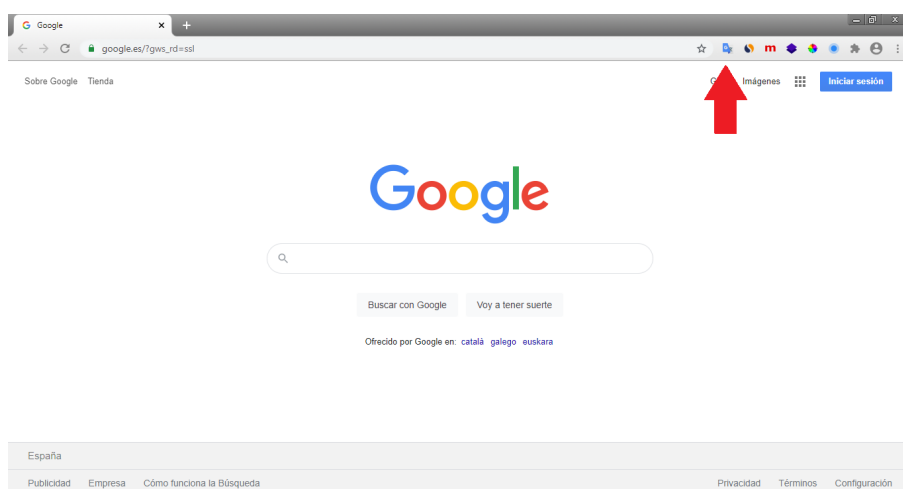 Google
google.es/?gws_rd=ssl
Sobre Google Tienda Imágenes Iniciar sesión
Google
Buscar con Google Voy a tener suerte
Ofrecido por Google en: català galego euskara
España
Publicidad Empresa Cómo funciona la Búsqueda Privacidad Términos Configuración